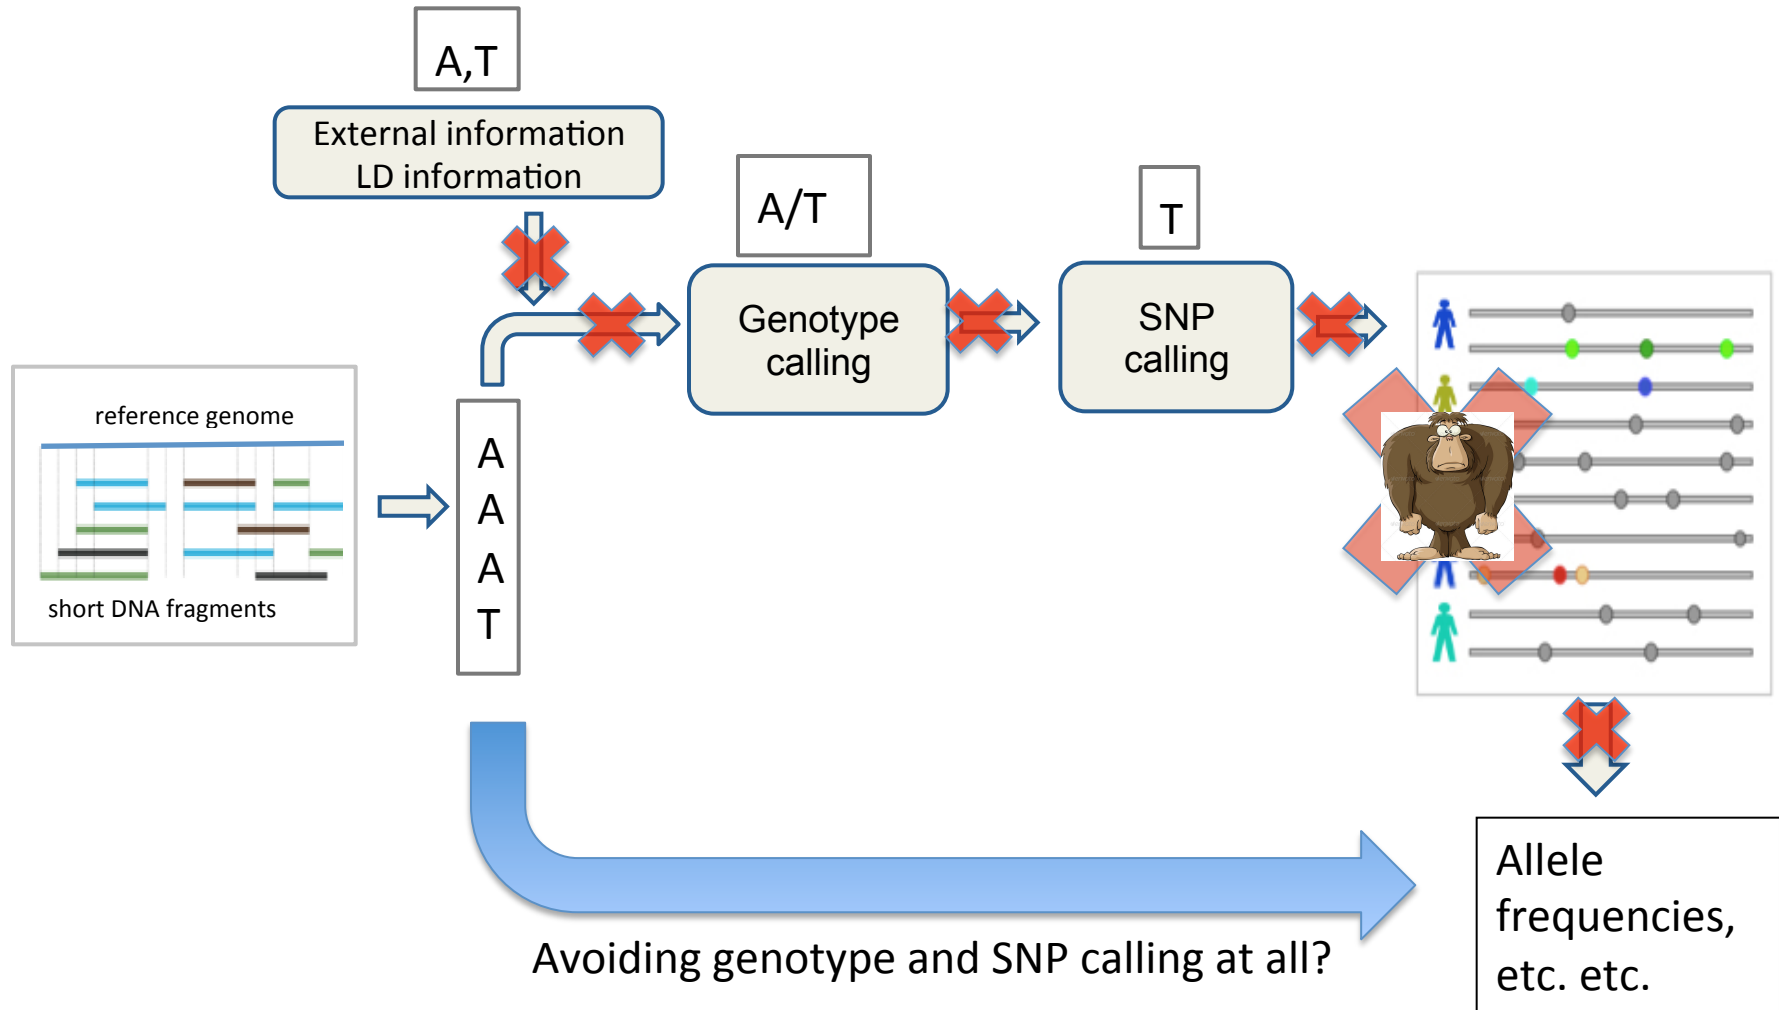 A,T
External information
LD information
A/T
T
Genotype
calling
SNP
calling
reference genome
short DNA fragments
A
A
A
T
Avoiding genotype and SNP calling at all?
Allele
frequencies,
etc. etc.